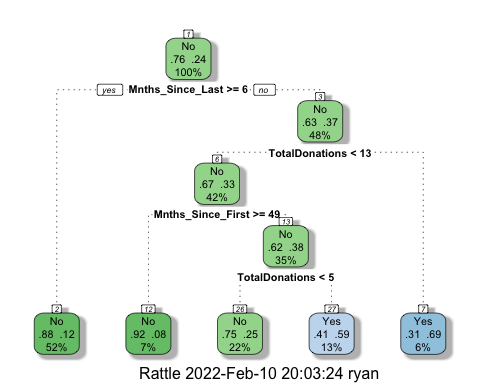 1
No
.76 .24
100%
yes Mnths_Since_Last >= 6 no
3
No
.63 .37
48%
TotalDonations < 13
6
No
.67 .33
42%
Mnths_Since_First >= 49
13
No
.62 .38
35%
TotalDonations < 5
2
No
.88 .12
52%
12
No
.92 .08
7%
26
No
.75 .25
22%
27
Yes
.41 .59
13%
7
Yes
.31 .69
6%
Rattle 2022-Feb-10 20:03:24 ryan